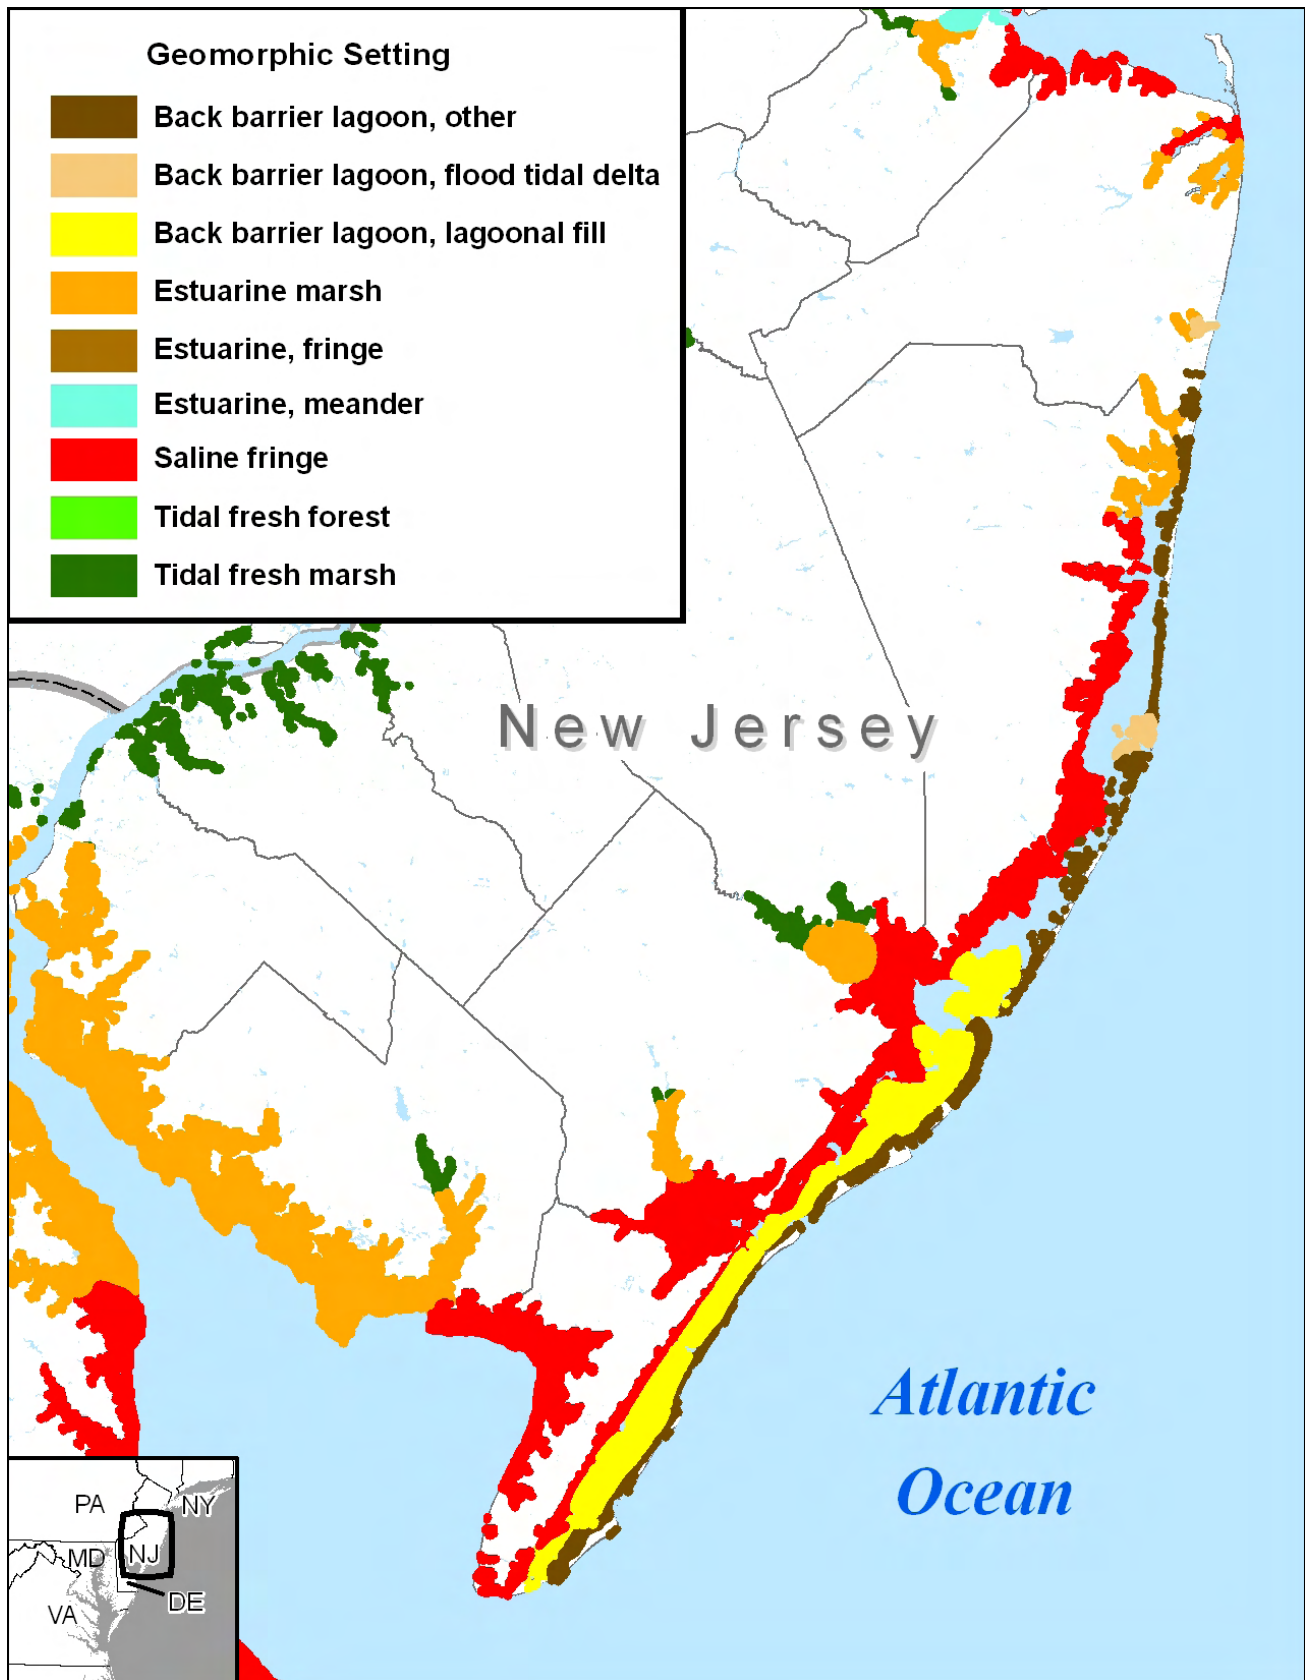 Geomorphic Setting
Back barrier lagoon, other
Back barrier lagoon, flood tidal delta
Back barrier lagoon, lagoonal fill
Estuarine marsh
Estuarine, fringe
Estuarine, meander
Saline fringe
Tidal fresh forest
Tidal fresh marsh
New Jersey
Atlantic
Ocean
PA
NY
MD
NJ
DE
VA